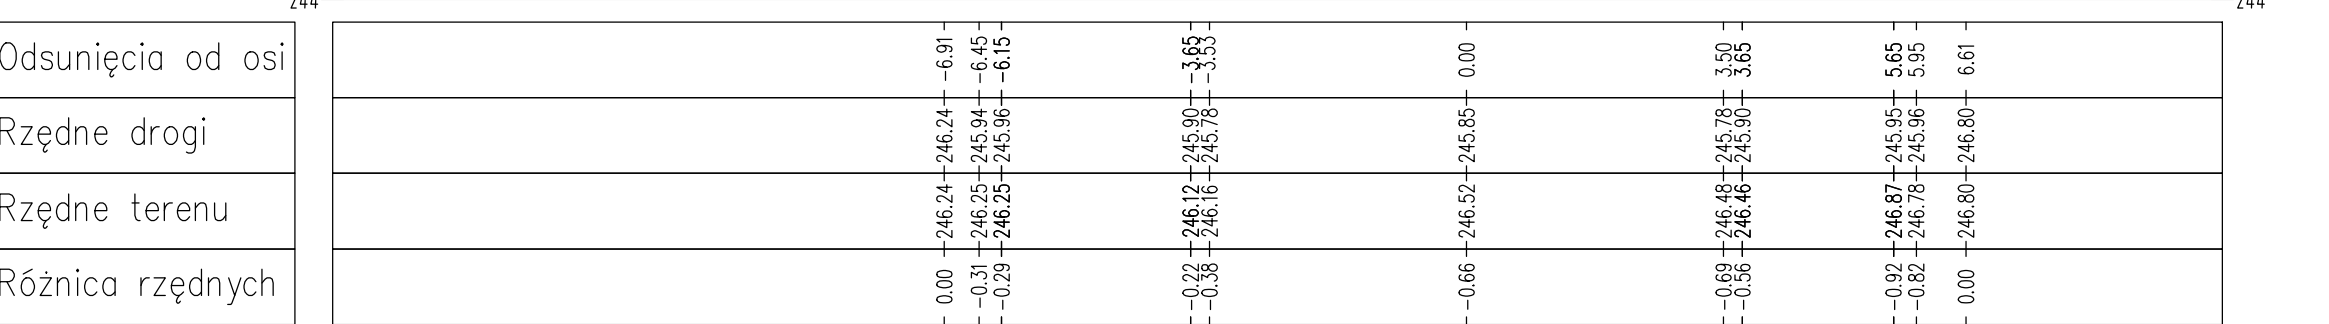 244 244
Odsunięcia od osi -6.91 -6.45 -6.15 -3.65 -3.53 0.00 3.50 3.65 5.65 5.95 6.61
Rzędne drogi 246.24 245.94 245.96 245.90 245.78 245.85 245.78 245.90 245.95 245.96 246.80
Rzędne terenu 246.24 246.25 246.25 246.12 246.16 246.52 246.48 246.46 246.87 246.78 246.80
Różnica rzędnych 0.00 -0.31 -0.29 -0.22 -0.38 -0.66 -0.69 -0.56 -0.92 -0.82 0.00